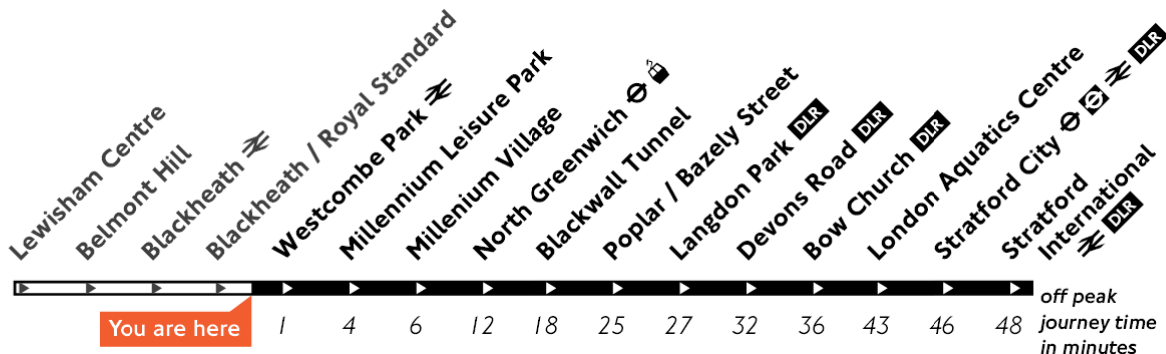 Lewisham Centre
Belmont Hill
Blackheath
Blackheath / Royal Standard
Westcombe Park
Millennium Leisure Park
Millenium Village
North Greenwich
Blackwall Tunnel
Poplar / Bazely Street
Langdon Park DLR
Devons Road DLR
Bow Church DLR
London Aquatics Centre
Stratford City DLR
Stratford
International
DLR
You are here
1 4 6 12 18 25 27 32 36 43 46 48
off peak
journey time
in minutes